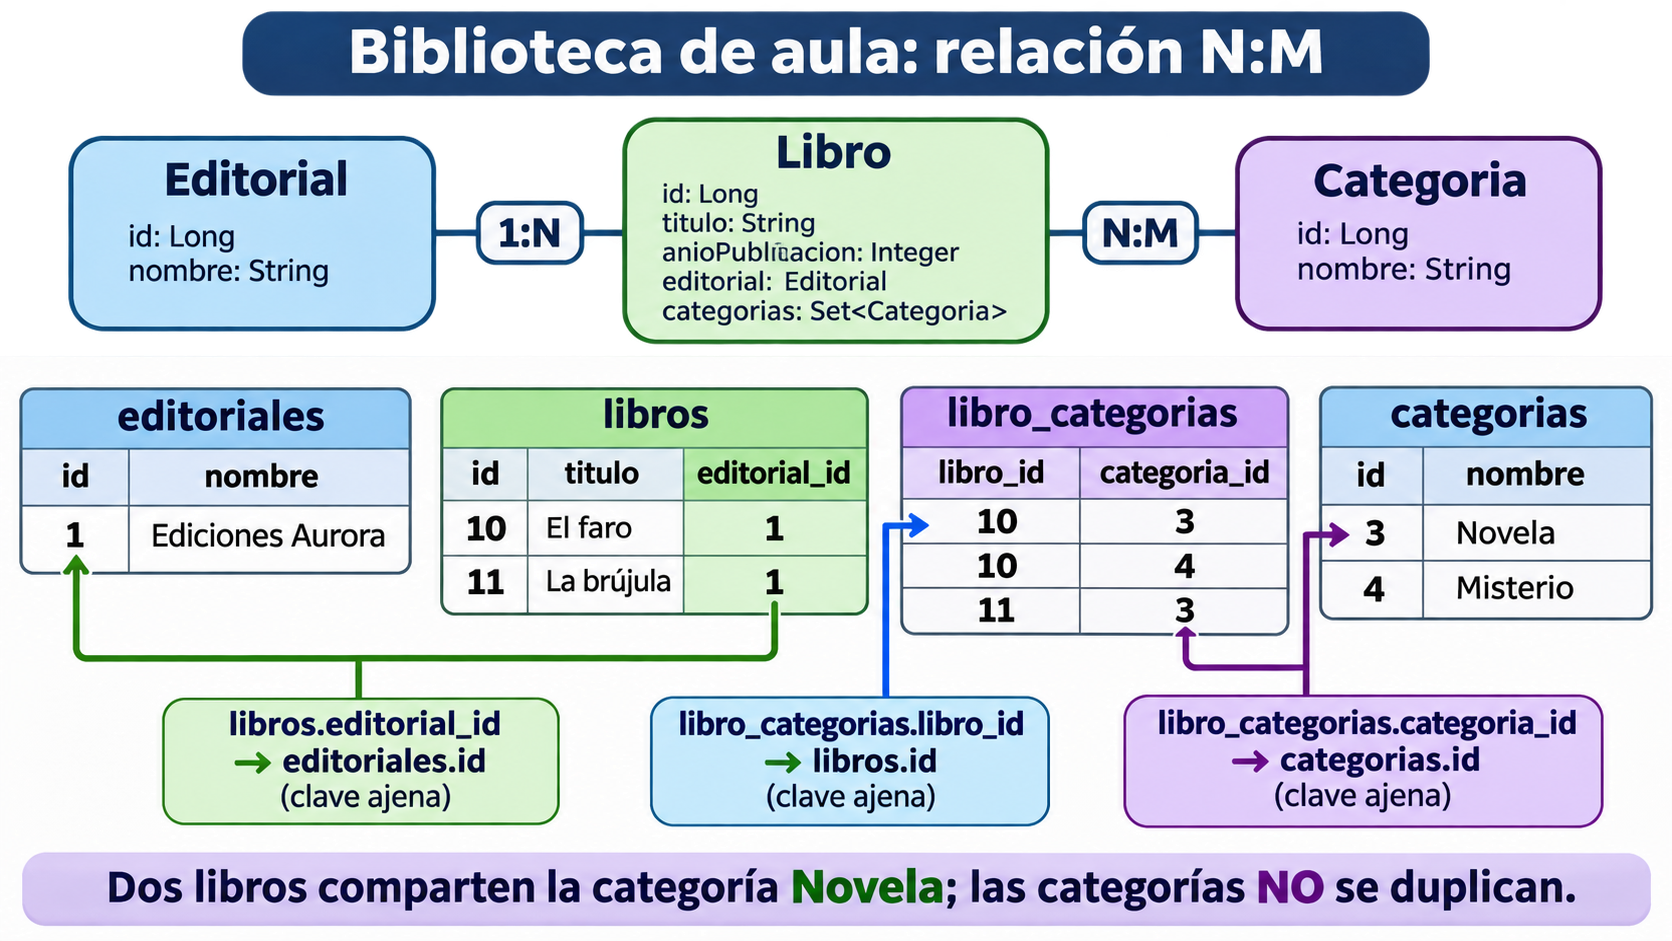 Biblioteca de aula: relación N:M
Editorial
id: Long
nombre: String
1:N
Libro
id: Long
titulo: String
: Integer
editorial: Editorial
categorias: Set<Categoria>
N:M
Categoria
id: Long
nombre: String
editoriales
id nombre
1 Ediciones Aurora
libros
id titulo editorial_id
10 El faro 1
11 La brújula 1
libro_categorias
libro_id categoria_id
10 3
10 4
11 3
categorias
id nombre
3 Novela
4 Misterio
libros.editorial_id
→ editoriales.id
(clave ajena)
libro_categorias.libro_id
→ libros.id
(clave ajena)
libro_categorias.categoria_id
→ categorias.id
(clave ajena)
Dos libros comparten la categoría Novela; las categorías NO se duplican.